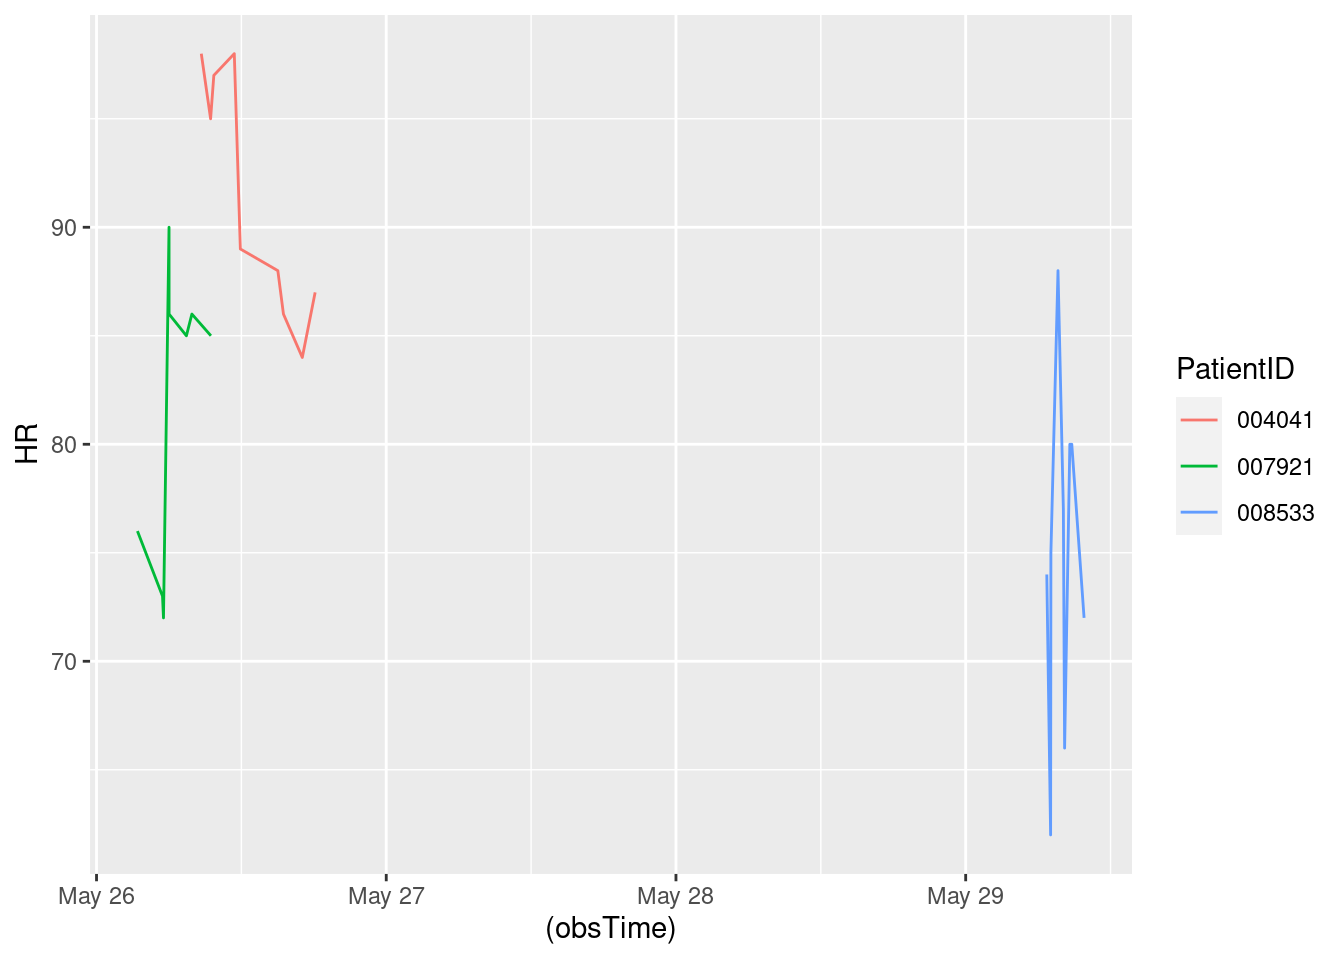 HR
90
80
70
May 26
May 27
May 28
May 29
(obsTime)
PatientID
004041
007921
008533